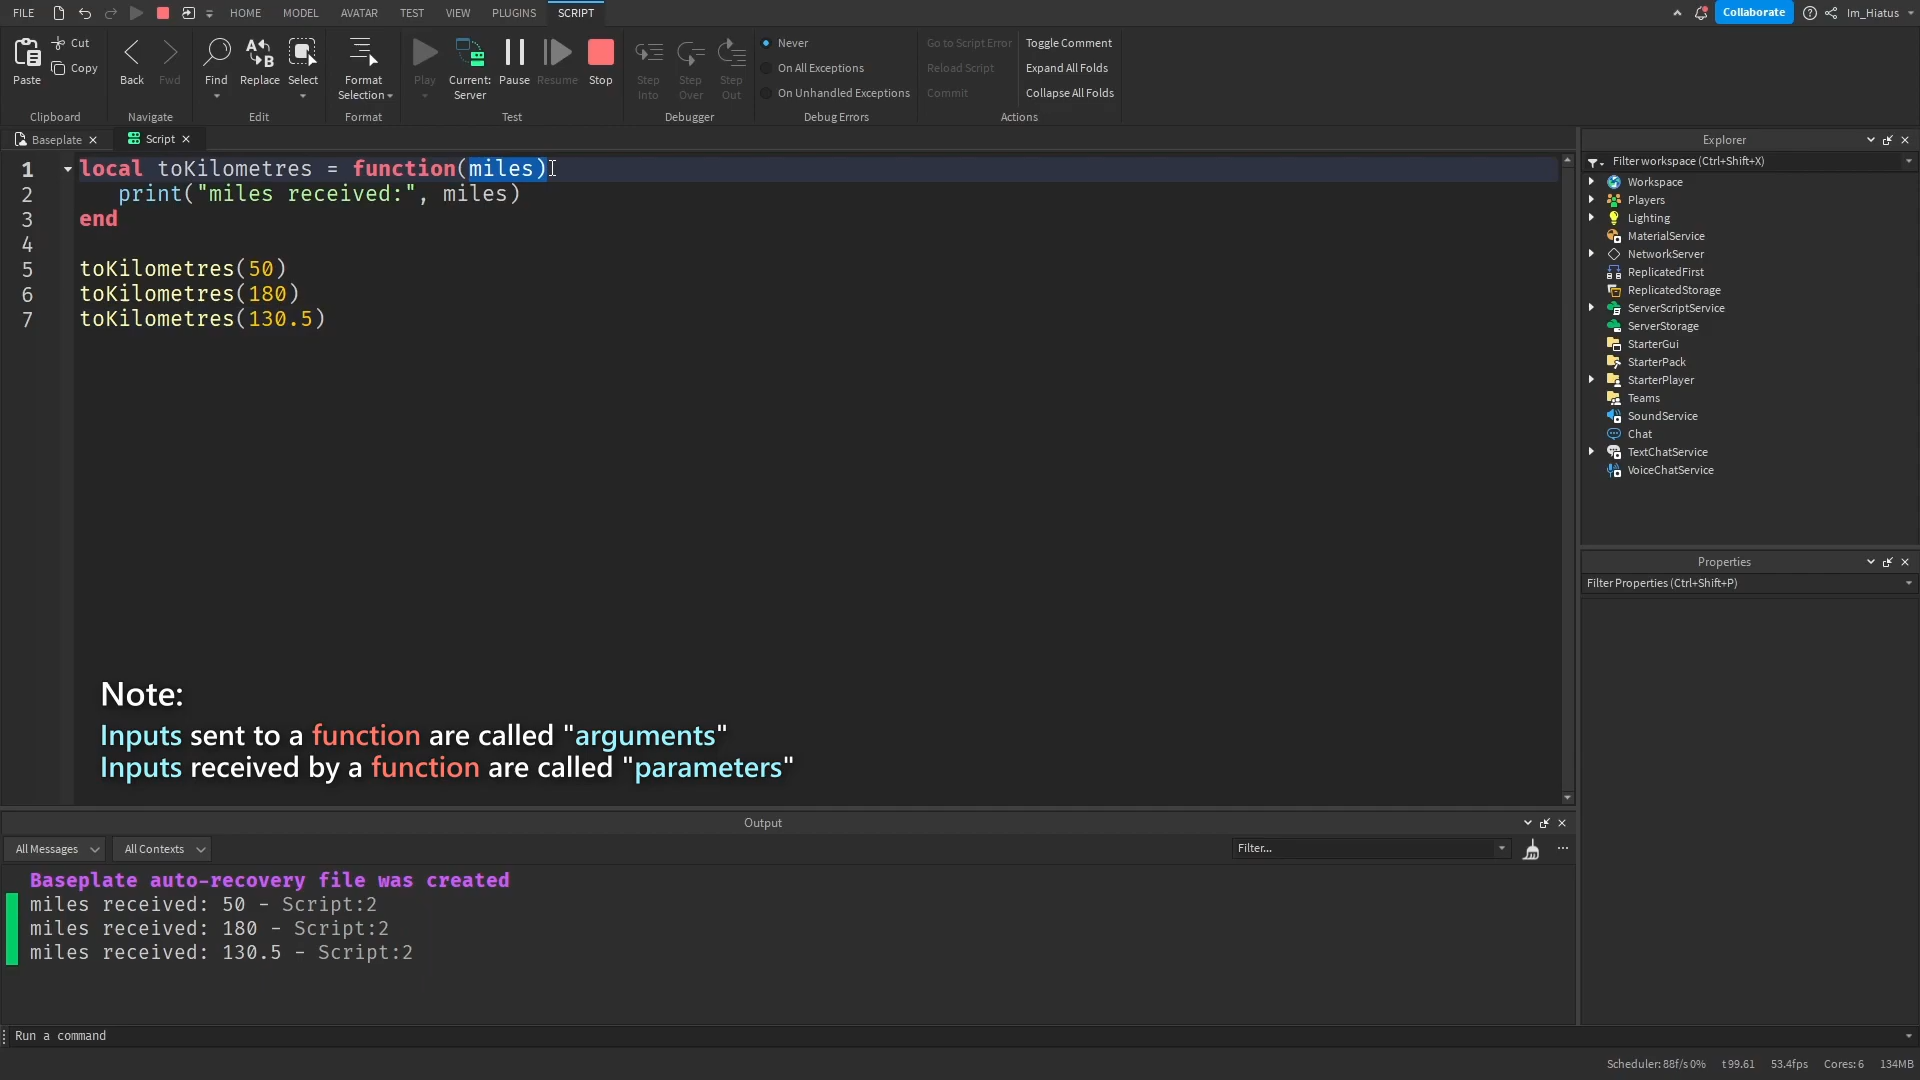 FILE HOME MODEL AVATAR TEST VIEW PLUGINS SCRIPT Collaborate Im_Hiatus
Paste Cut Copy Back Fwd Find Replace Select Format Selection Play Current: Server Pause Resume Stop Step Into Step Over Step Out
Never
On All Exceptions
On Unhandled Exceptions
Go to Script Error
Reload Script
Commit
Toggle Comment
Expand All Folds
Collapse All Folds
Clipboard Navigate Edit Format Test Debugger Debug Errors Actions
Baseplate Script
1 local toKilometres = function(miles)
2 print("miles received:", miles)
3 end
4
5 toKilometres(50)
6 toKilometres(180)
7 toKilometres(130.5)
Note:
Inputs sent to a function are called "arguments"
Inputs received by a function are called "parameters"
Explorer
Filter workspace (Ctrl+Shift+X)
Workspace
Players
Lighting
MaterialService
NetworkServer
ReplicatedFirst
ReplicatedStorage
ServerScriptService
ServerStorage
StarterGui
StarterPack
StarterPlayer
Teams
SoundService
Chat
TextChatService
VoiceChatService
Properties
Filter Properties (Ctrl+Shift+P)
Output
All Messages All Contexts Filter...
Baseplate auto-recovery file was created
miles received: 50 - Script:2
miles received: 180 - Script:2
miles received: 130.5 - Script:2
Run a command
Scheduler: 88f/s 0% t 99.61 53.4fps Cores: 6 134MB